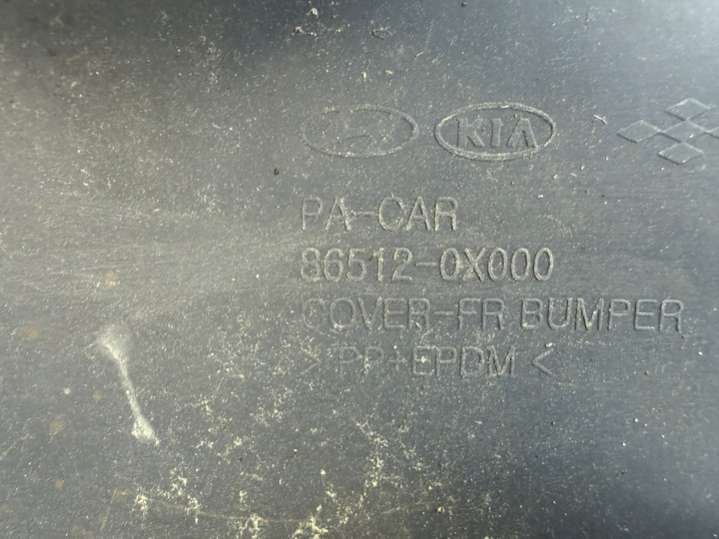 KIA
PA-CAR
86512-0X000
COVER-FR BUMPER
> PP+EPDM <